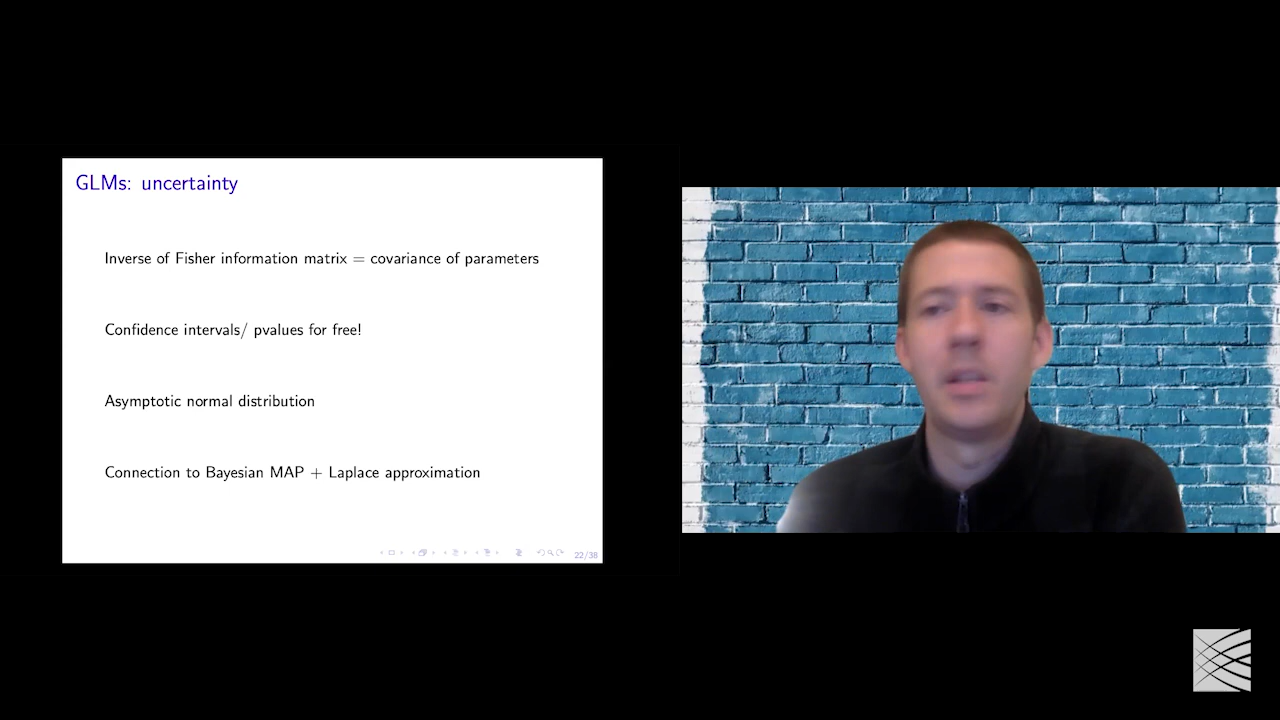 GLMs: uncertainty
Inverse of Fisher information matrix = covariance of parameters
Confidence intervals/ pvalues for free!
Asymptotic normal distribution
Connection to Bayesian MAP + Laplace approximation
22/38